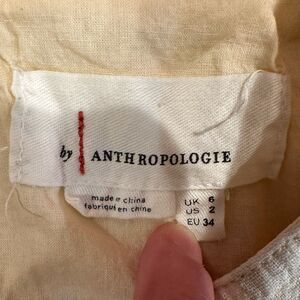 by ANTHROPOLOGIE
made in china
fabriqué en chine
UK 6
US 2
EU 34